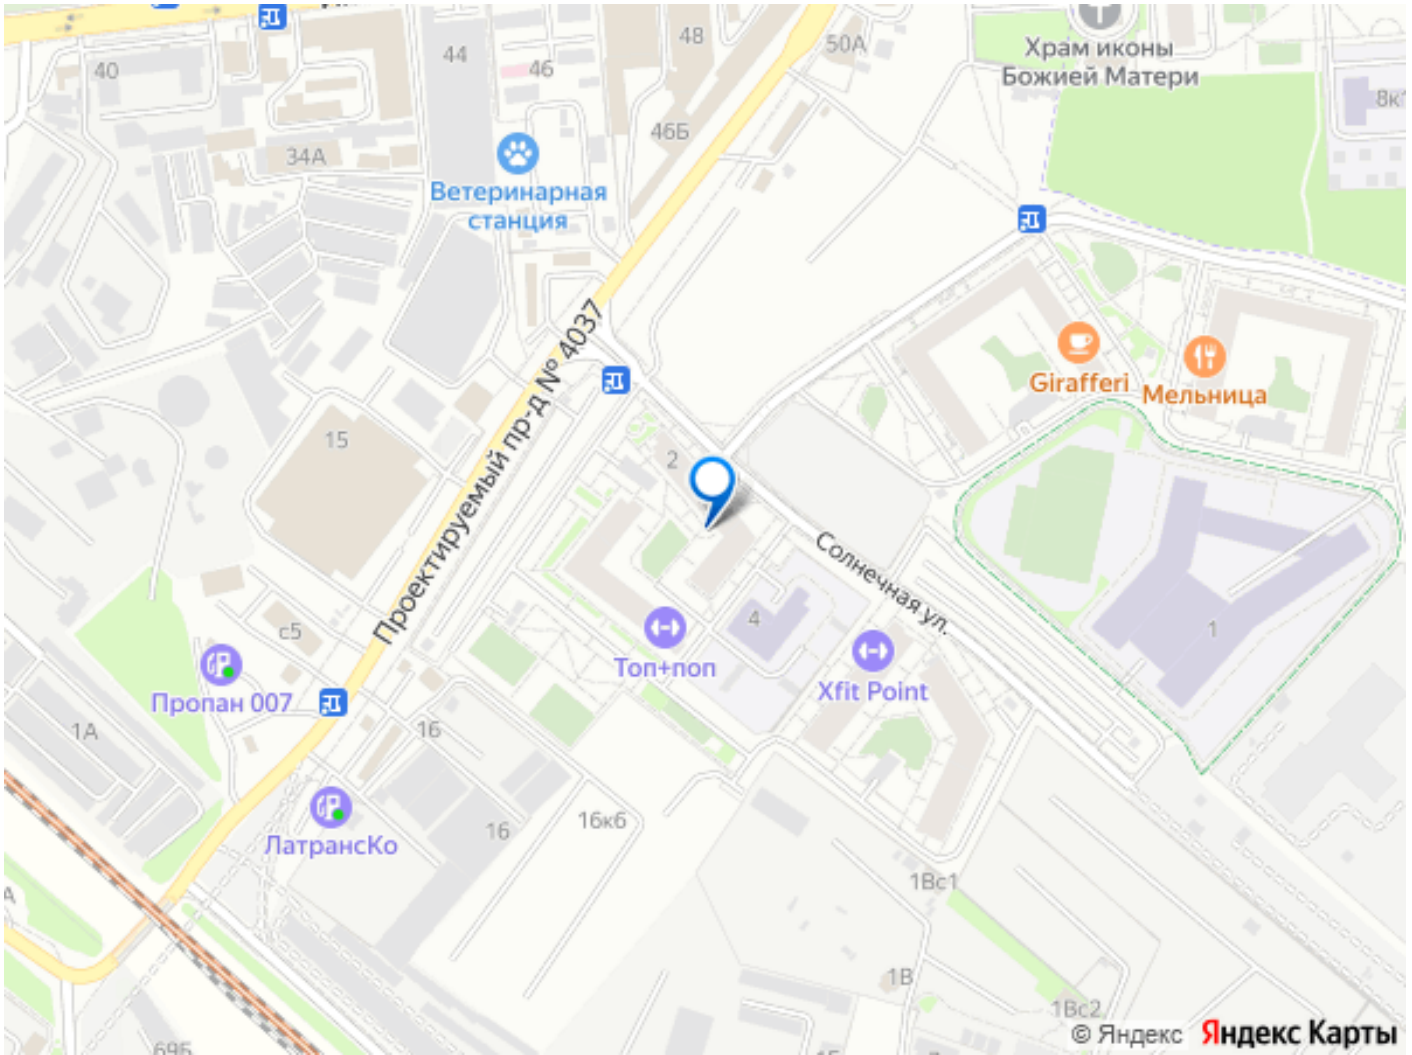 40
44
46
48
50А
Храм иконы
Божией Матери
8к1
46Б
34А
Ветеринарная
станция
Проектируемый пр-д № 4037
Girafferi
Мельница
15
2
Солнечная ул.
4
1
с5
Топ+поп
Xfit Point
Пропан 007
1А
16
ЛатрансКо
16
16к6
1Вс1
1В
1Вс2
69Б
© Яндекс Яндекс Карты